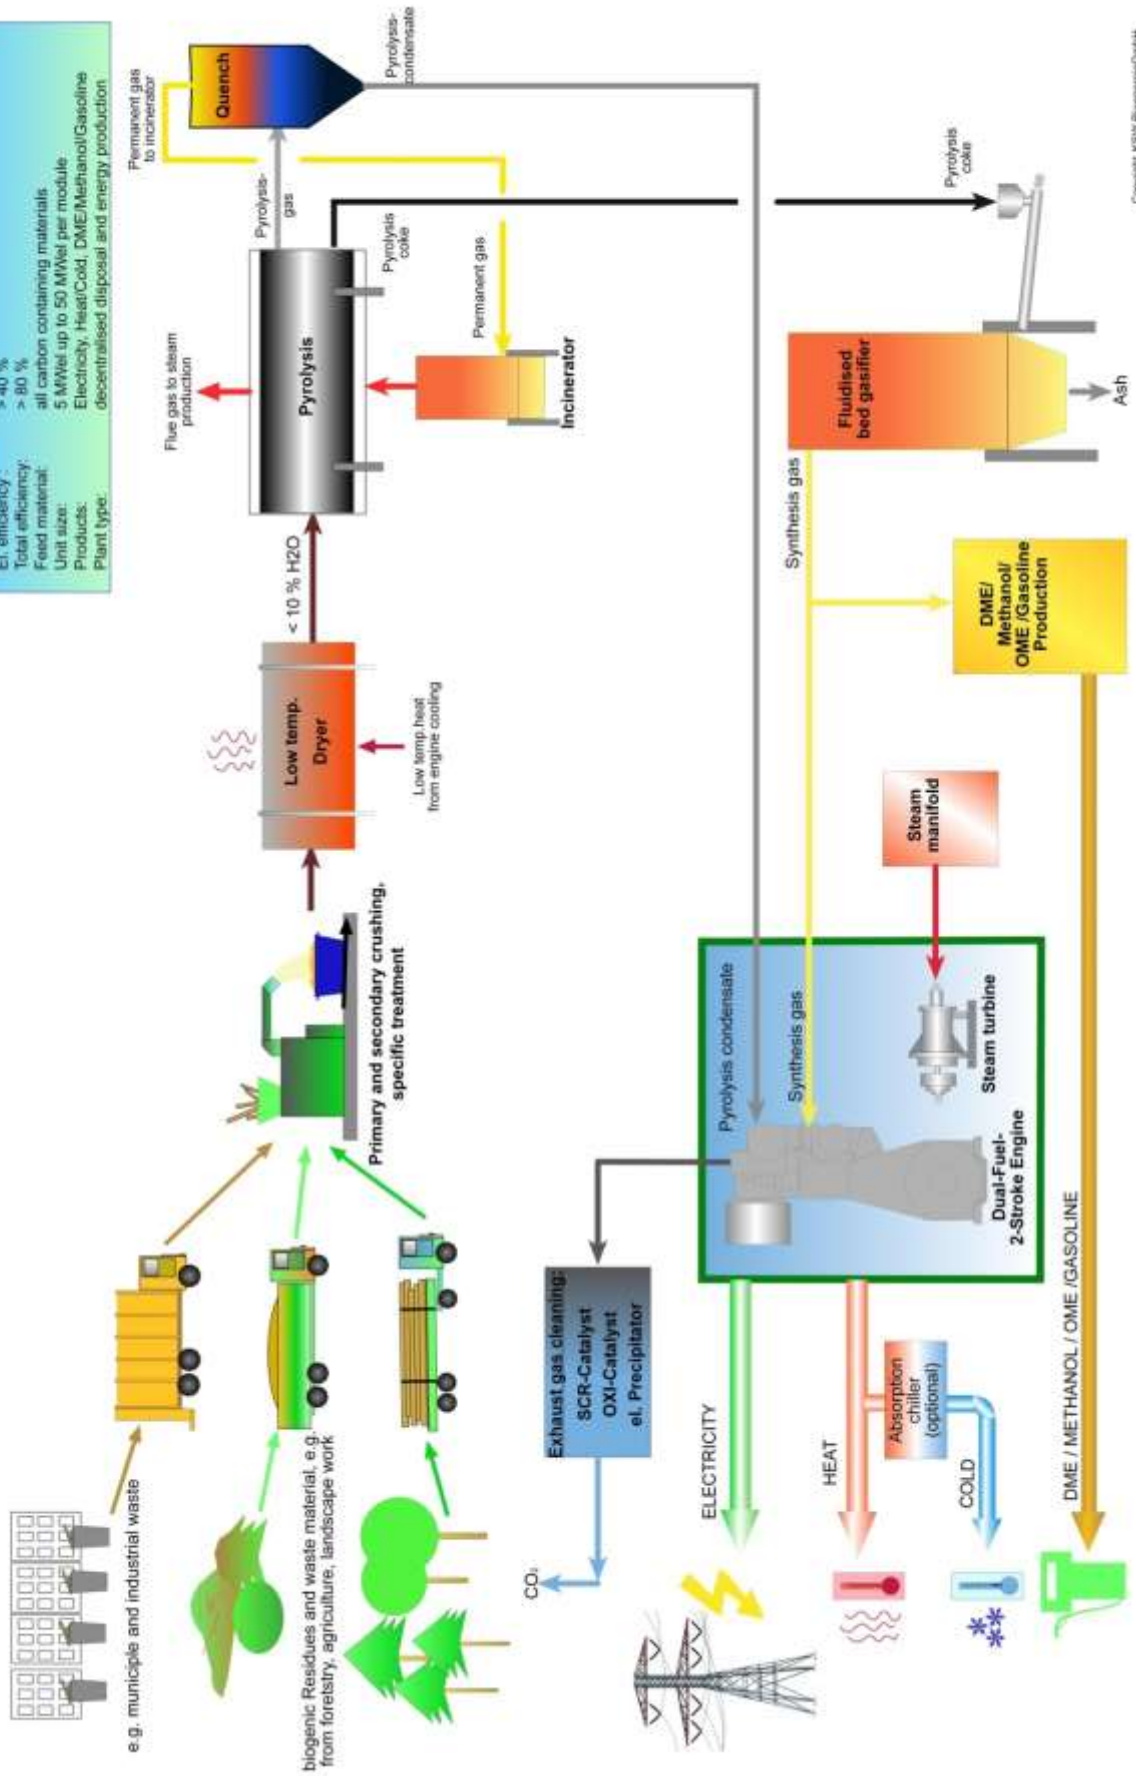 El. efficiency : > 40 %
Total efficiency: > 80 %
Feed material: all carbon containing materials
Unit size: 5 MWel up to 50 MWel per module
Products: Electricity, Heat/Cold, DME/Methanol/Gasoline
Plant type: decentralised disposal and energy production
e.g. municiple and industrial waste
biogenic Residues and waste material, e.g.
from foretstry, agriculture, landscape work
Primary and secondary crushing,
specific treatment
Low temp.
Dryer
Low temp.heat
from engine cooling
< 10 % H2O
Flue gas to steam
production
Pyrolysis
Pyrolysis-
gas
Permanent gas
to incinerator
Quench
Pyrolysis-
condensate
Pyrolysis
coke
Permanent gas
Incinerator
Pyrolysis
coke
Fluidised
bed gasifier
Ash
Synthesis gas
DME/
Methanol/
OME /Gasoline
Production
Steam
manifold
Pyrolysis condensate
Synthesis gas
Steam turbine
Dual-Fuel-
2-Stroke Engine
Exhaust gas cleaning:
SCR-Catalyst
OXI-Catalyst
el. Precipitator
CO₂
ELECTRICITY
HEAT
Absorption
chiller
(optional)
COLD
DME / METHANOL / OME /GASOLINE